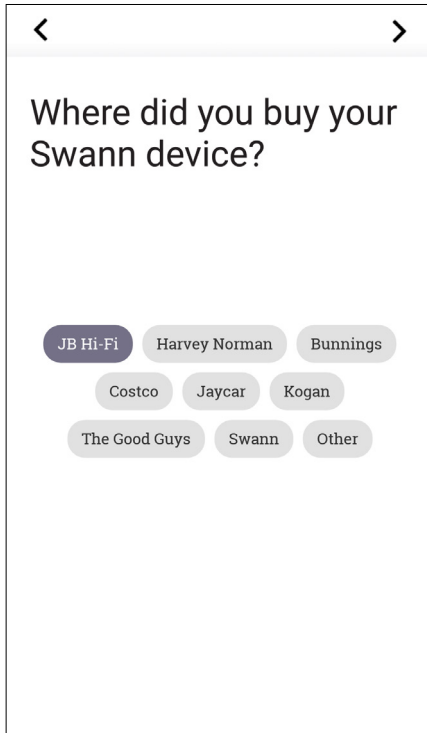 Where did you buy your
Swann device?
JB Hi-Fi Harvey Norman Bunnings
Costco Jaycar Kogan
The Good Guys Swann Other